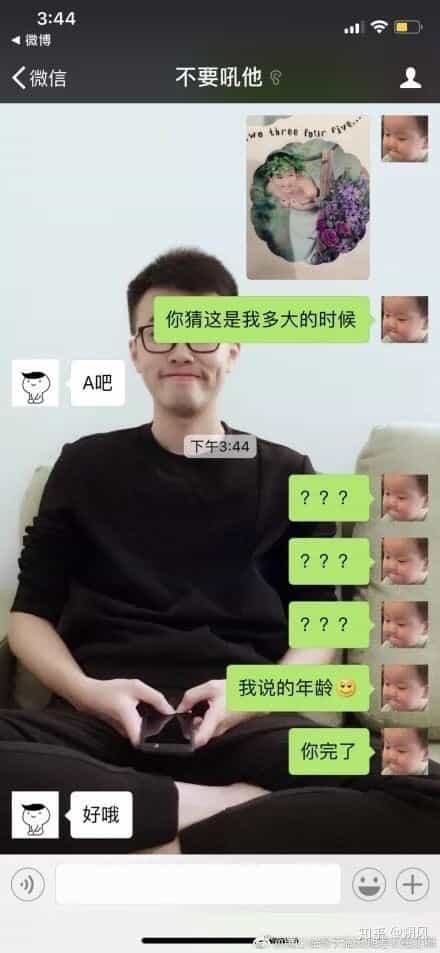 3:44
◀ 微博
微信
不要吼他
two three four five...
你猜这是我多大的时候
A吧
下午3:44
？？？
？？？
？？？
我说的年龄
你完了
好哦
知乎 @朔风